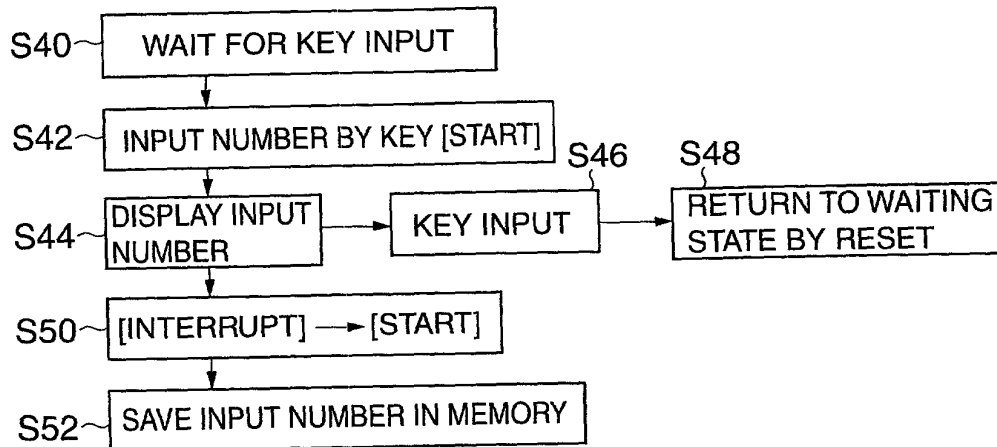 S40 WAIT FOR KEY INPUT
S42 INPUT NUMBER BY KEY [START]
S44 DISPLAY INPUT
NUMBER
S46
KEY INPUT
S48
RETURN TO WAITING
STATE BY RESET
S50 [INTERRUPT] → [START]
S52 SAVE INPUT NUMBER IN MEMORY